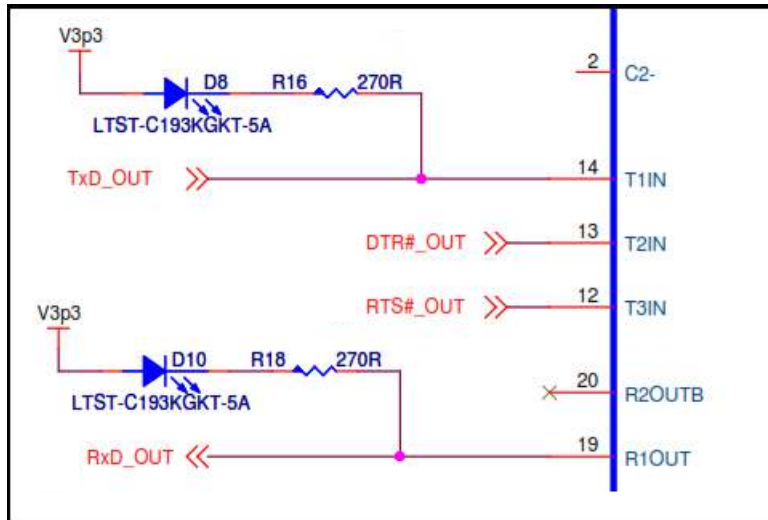 V3p3
D8 R16 270R
LTST-C193KGKT-5A
2 C2-
TxD_OUT 14 T1IN
DTR#_OUT 13 T2IN
RTS#_OUT 12 T3IN
V3p3
D10 R18 270R
LTST-C193KGKT-5A
20 R2OUTB
RxD_OUT 19 R1OUT